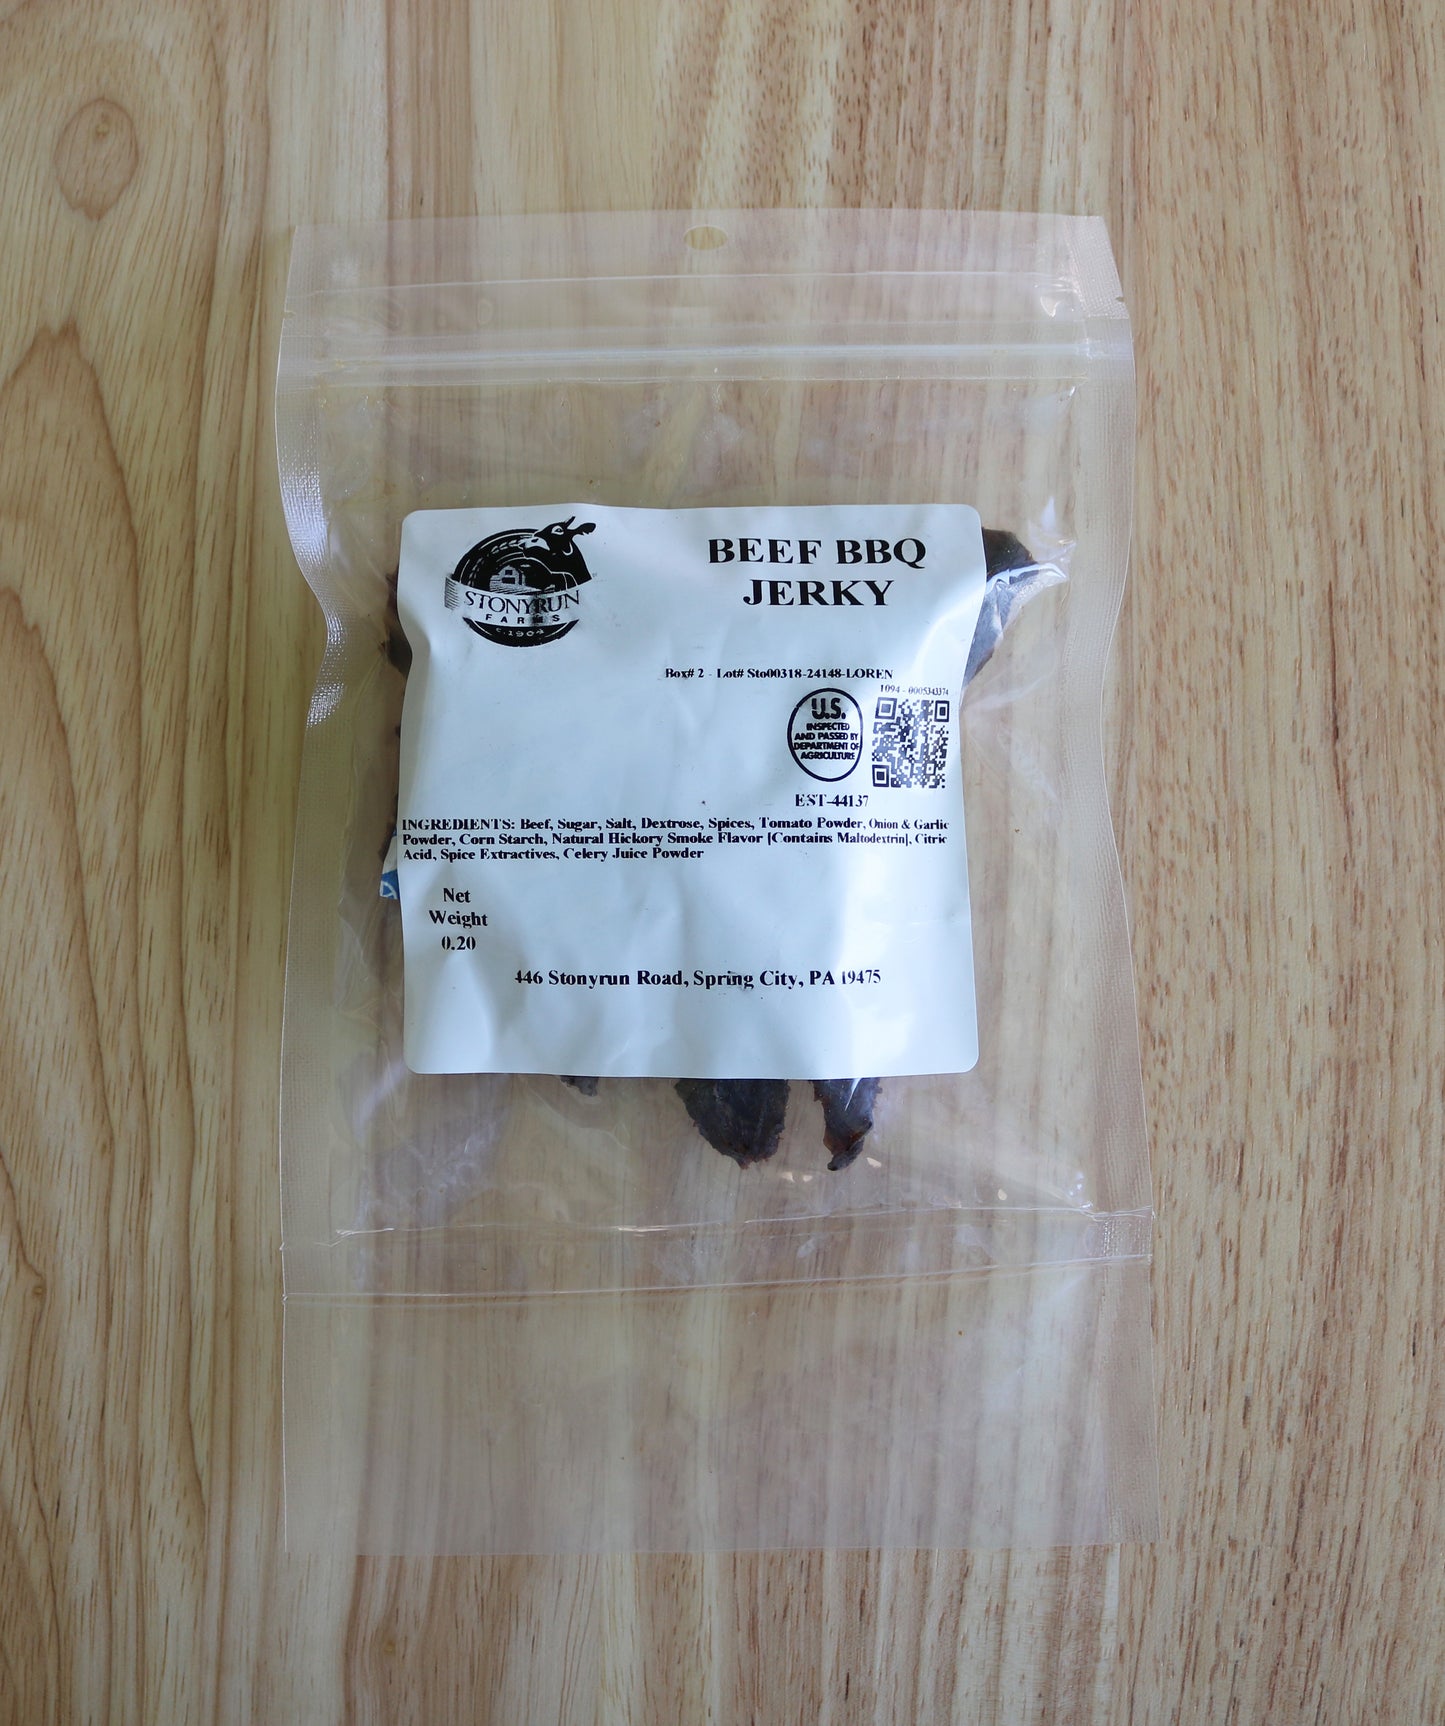 STONYRUN
FARMS
E.1904
BEEF BBQ
JERKY
Box# 2 - Lot# Sto00318-24148-LOREN
1094 - 0005343374
U.S.
INSPECTED
AND PASSED BY
DEPARTMENT OF
AGRICULTURE
EST-44137
INGREDIENTS: Beef, Sugar, Salt, Dextrose, Spices, Tomato Powder, Onion & Garlic
Powder, Corn Starch, Natural Hickory Smoke Flavor [Contains Maltodextrin], Citric
Acid, Spice Extractives, Celery Juice Powder
Net
Weight
0.20
446 Stonyrun Road, Spring City, PA 19475